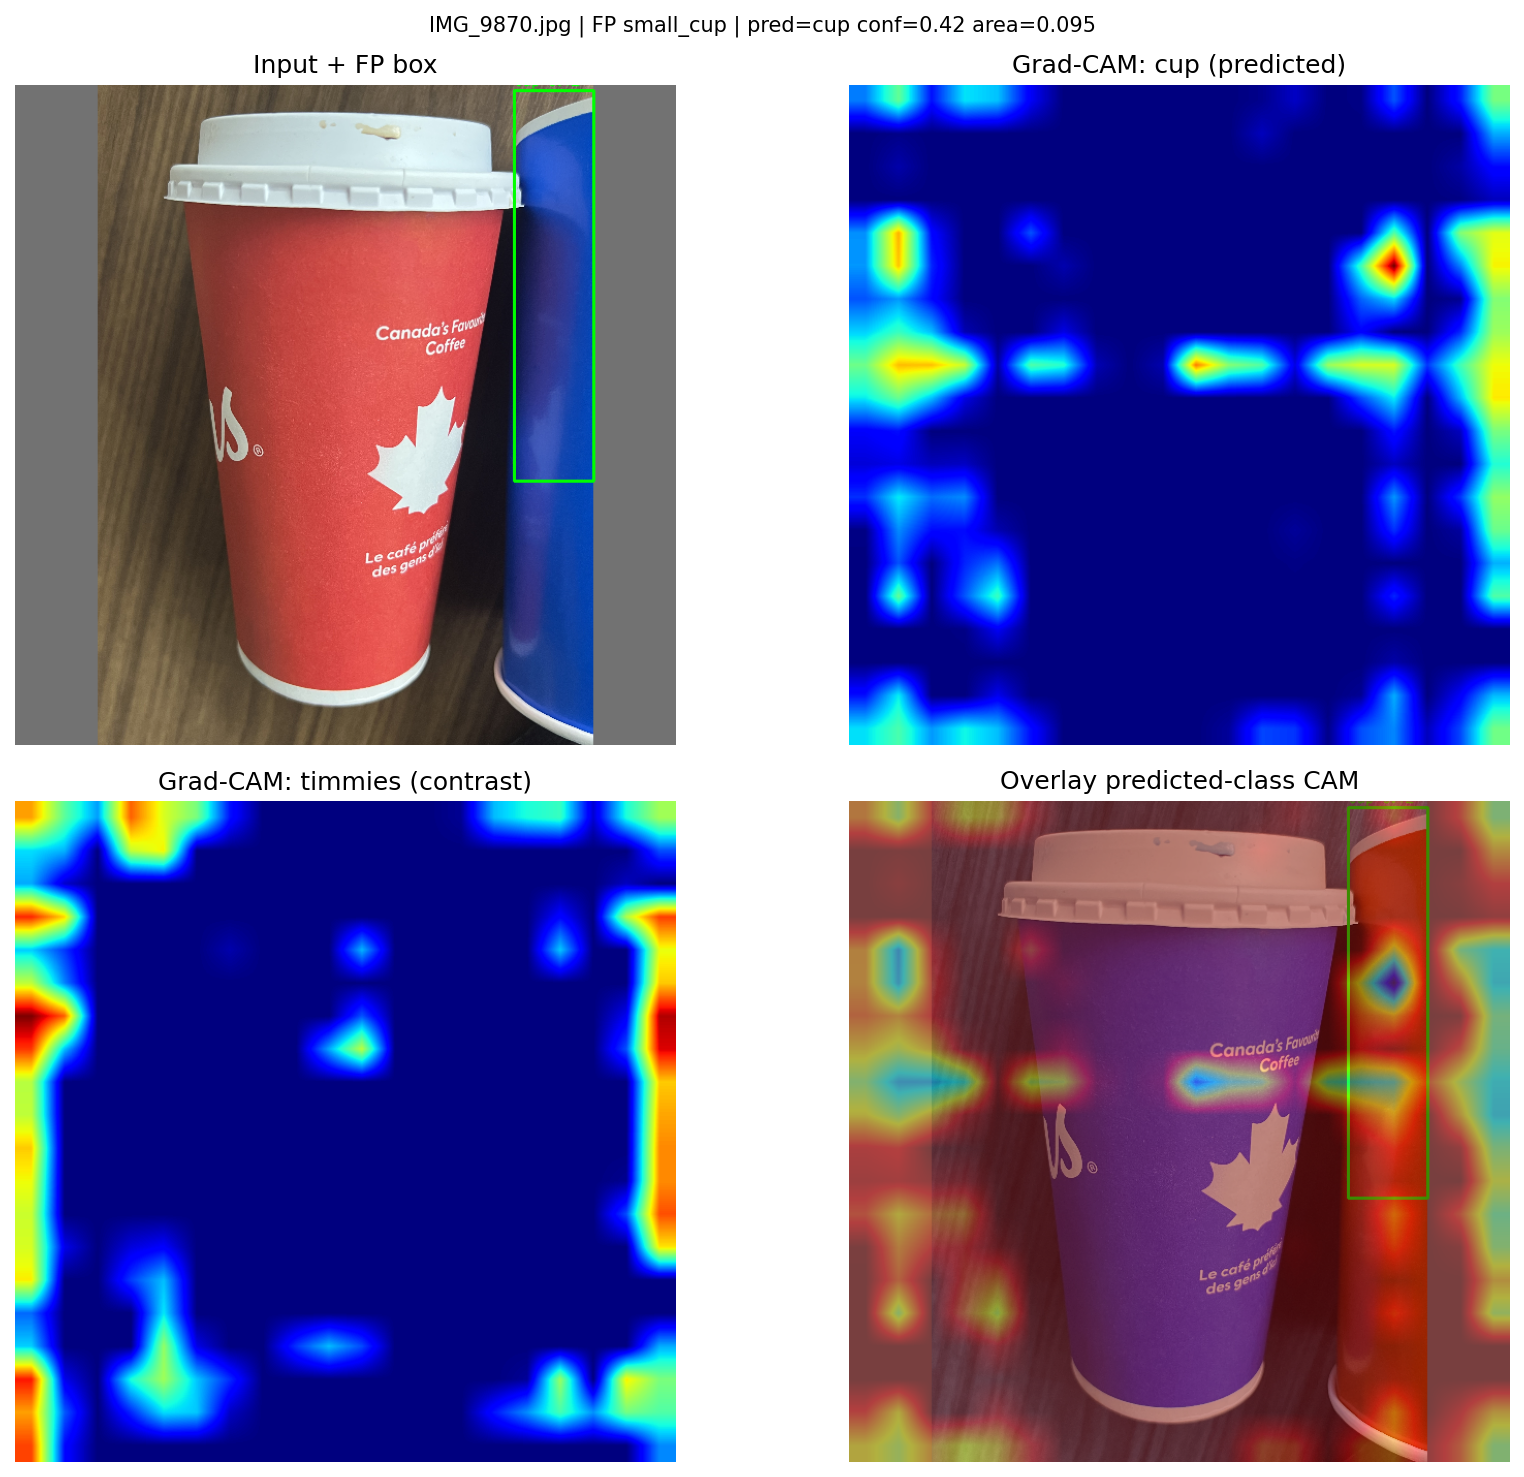 IMG_9870.jpg | FP small_cup | pred=cup conf=0.42 area=0.095
Input + FP box
Canada's Favourit
Coffee
s®
Le café préféré
des gens d'ici
Grad-CAM: cup (predicted)
Grad-CAM: timmies (contrast)
Overlay predicted-class CAM
Canada's Favourit
Coffee
s®
Le café préféré
des gens d'ici